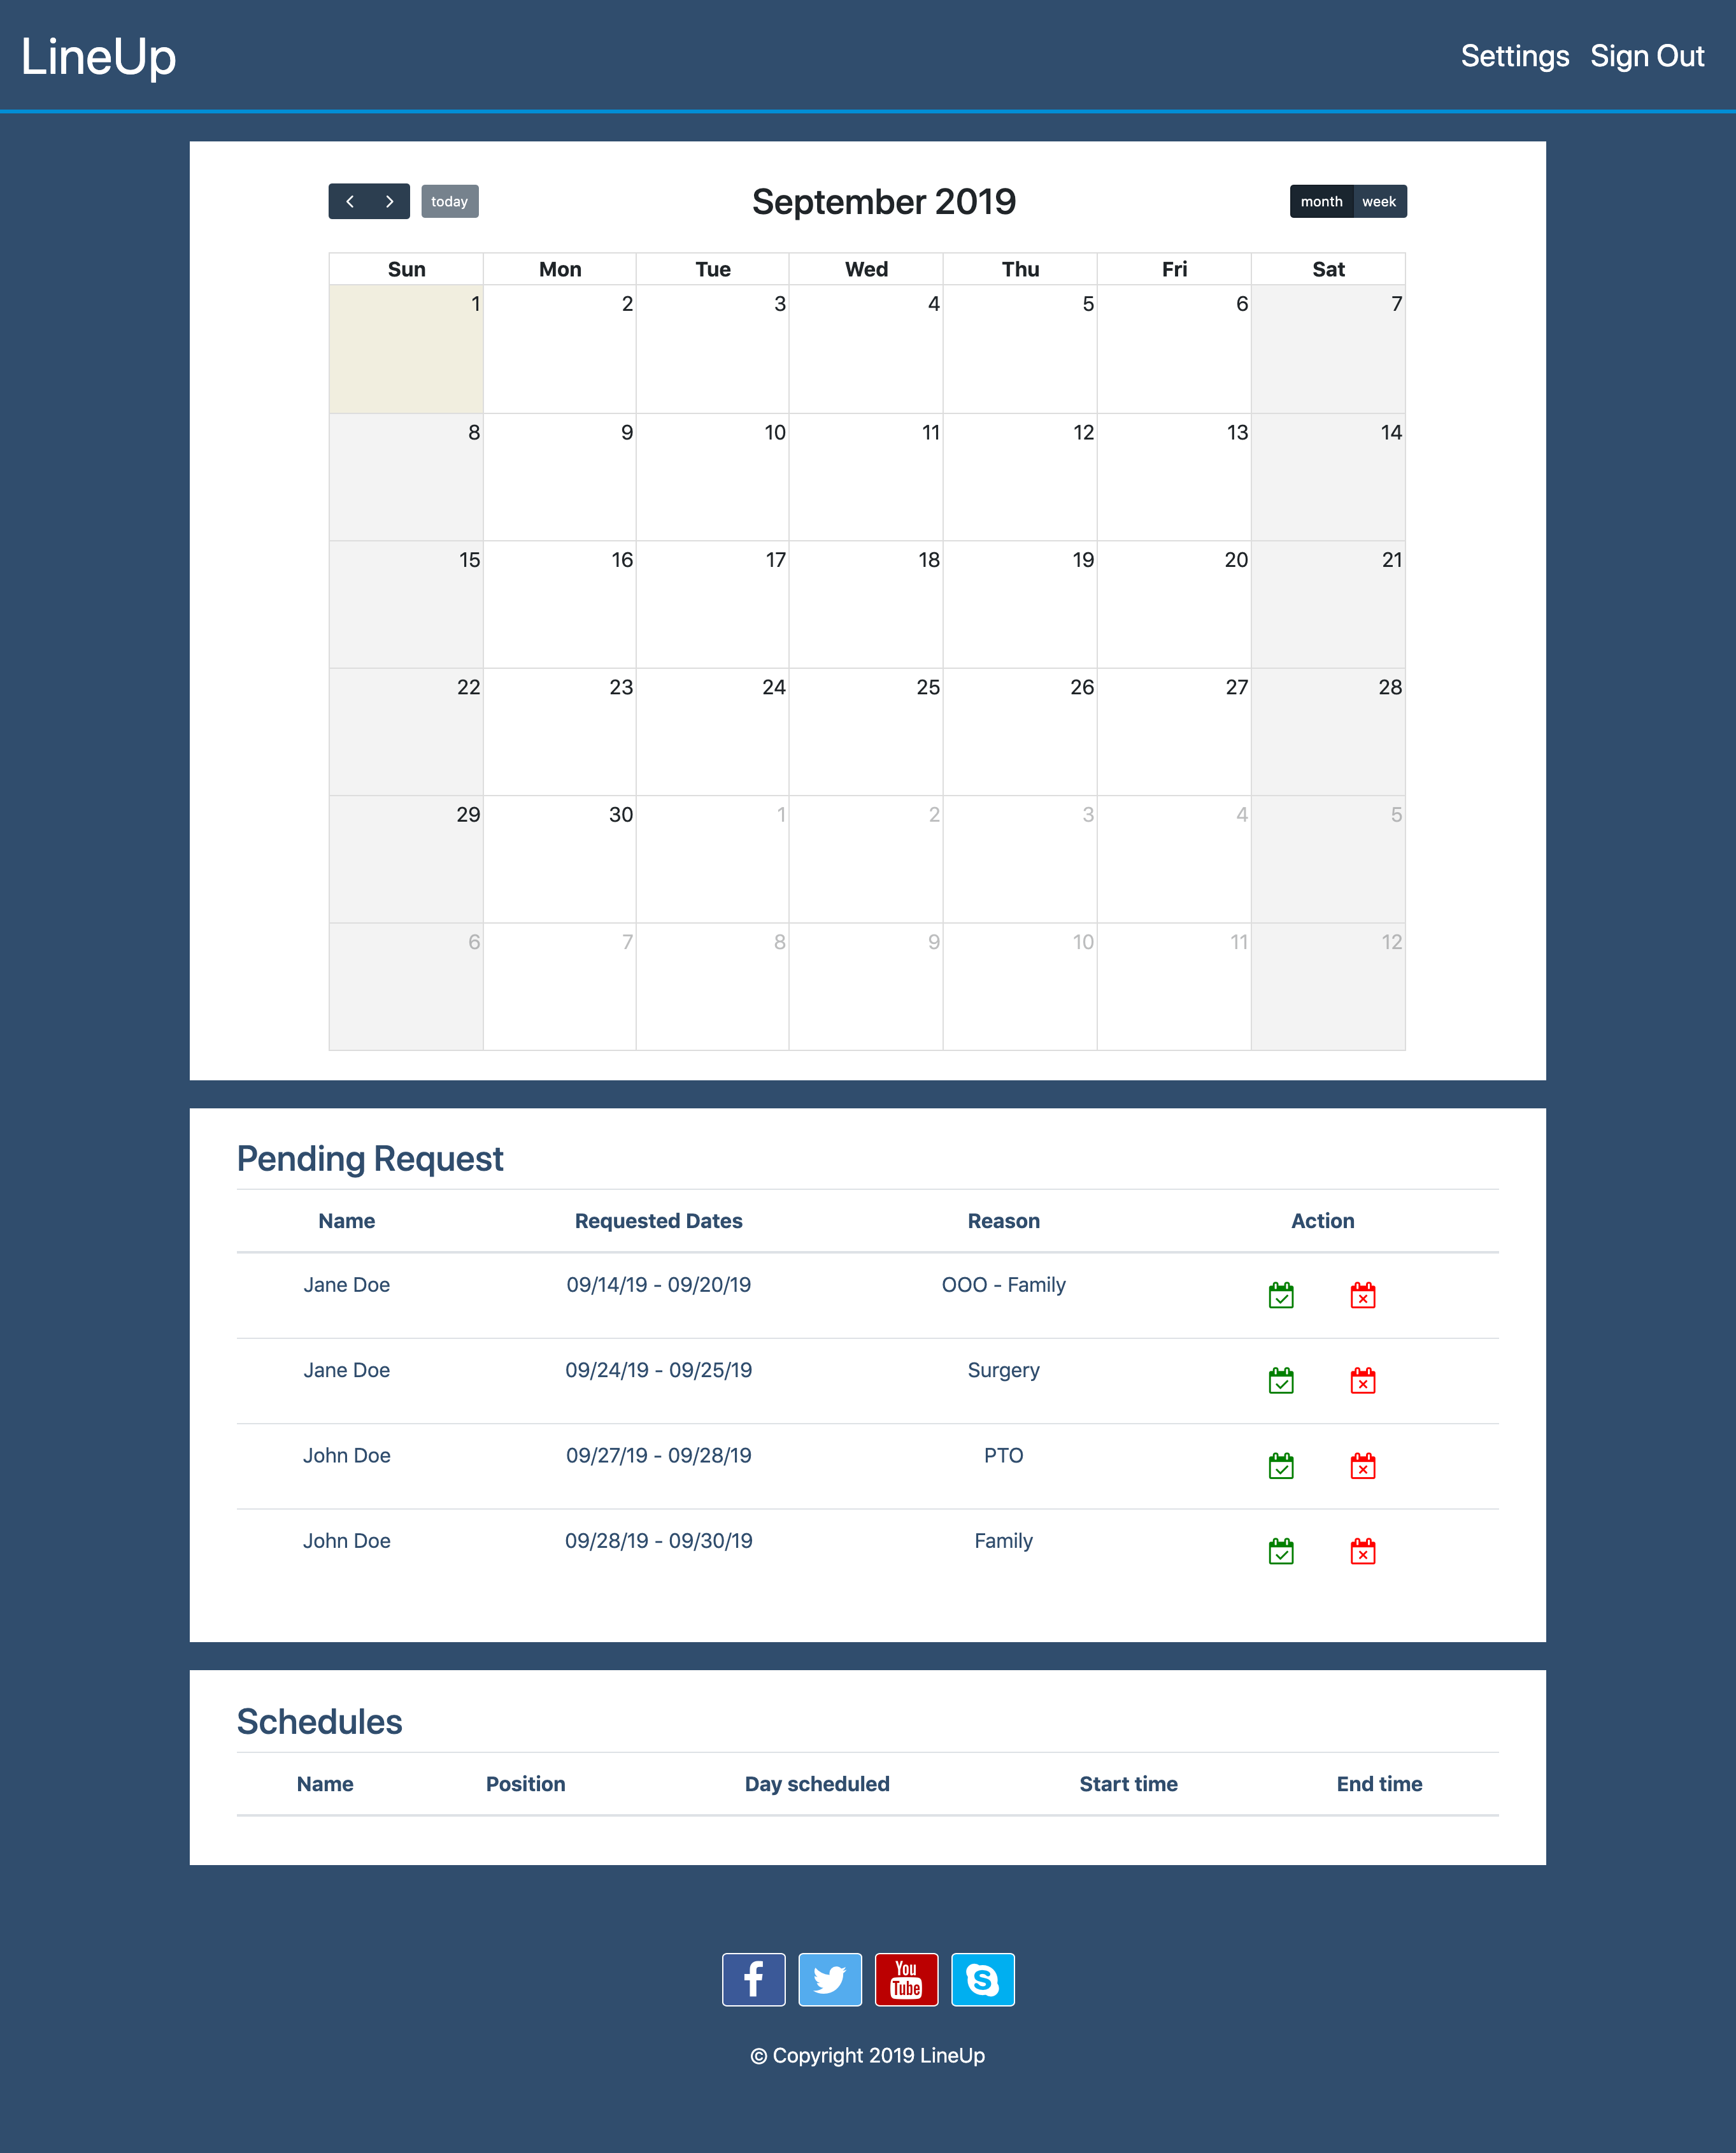 LineUp Settings Sign Out
today September 2019 month week
Sun Mon Tue Wed Thu Fri Sat
1 2 3 4 5 6 7
8 9 10 11 12 13 14
15 16 17 18 19 20 21
22 23 24 25 26 27 28
29 30 1 2 3 4 5
6 7 8 9 10 11 12
Pending Request
Name Requested Dates Reason Action
Jane Doe 09/14/19 - 09/20/19 OOO - Family
Jane Doe 09/24/19 - 09/25/19 Surgery
John Doe 09/27/19 - 09/28/19 PTO
John Doe 09/28/19 - 09/30/19 Family
Schedules
Name Position Day scheduled Start time End time
You
Tube
© Copyright 2019 LineUp